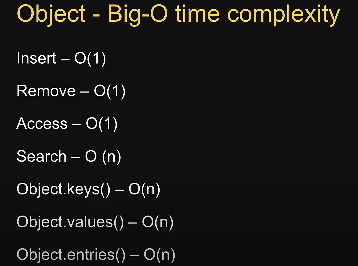 Object - Big-O time complexity
Insert – O(1)
Remove – O(1)
Access – O(1)
Search – O (n)
Object.keys() – O(n)
Object.values() – O(n)
Object.entries() – O(n)